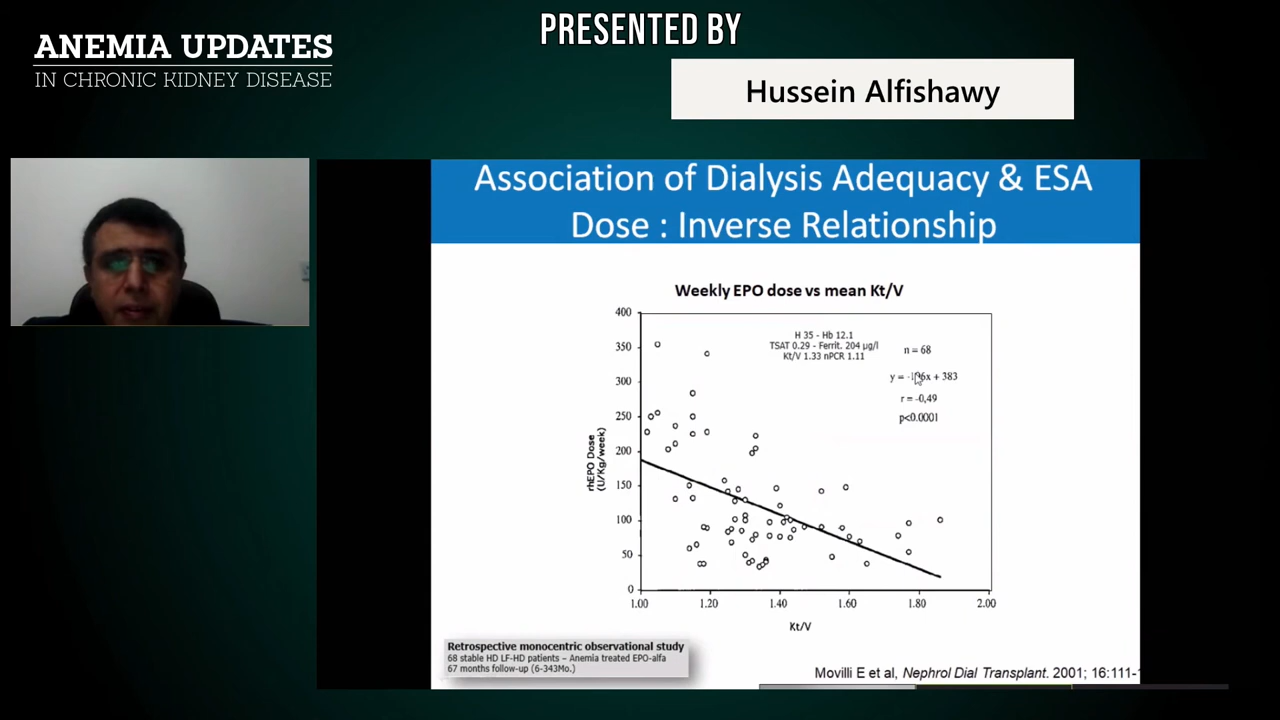 PRESENTED BY
ANEMIA UPDATES
IN CHRONIC KIDNEY DISEASE
Hussein Alfishawy
Association of Dialysis Adequacy & ESA
Dose : Inverse Relationship
Weekly EPO dose vs mean Kt/V
H 35 - Hb 12.1
TSAT 0.29 - Ferrit. 204 µg/l
Kt/V 1.33 nPCR 1.11
n = 68
y = + 383
r = -0,49
p<0.0001
rhEPO Dose
(U/Kg/week)
400
350
300
250
200
150
100
50
0
1.00 1.20 1.40 1.60 1.80 2.00
Kt/V
Retrospective monocentric observational study
68 stable HD LF-HD patients – Anemia treated EPO-alfa
67 months follow-up (6-343Mo.)
Movilli E et al, Nephrol Dial Transplant. 2001; 16:111-